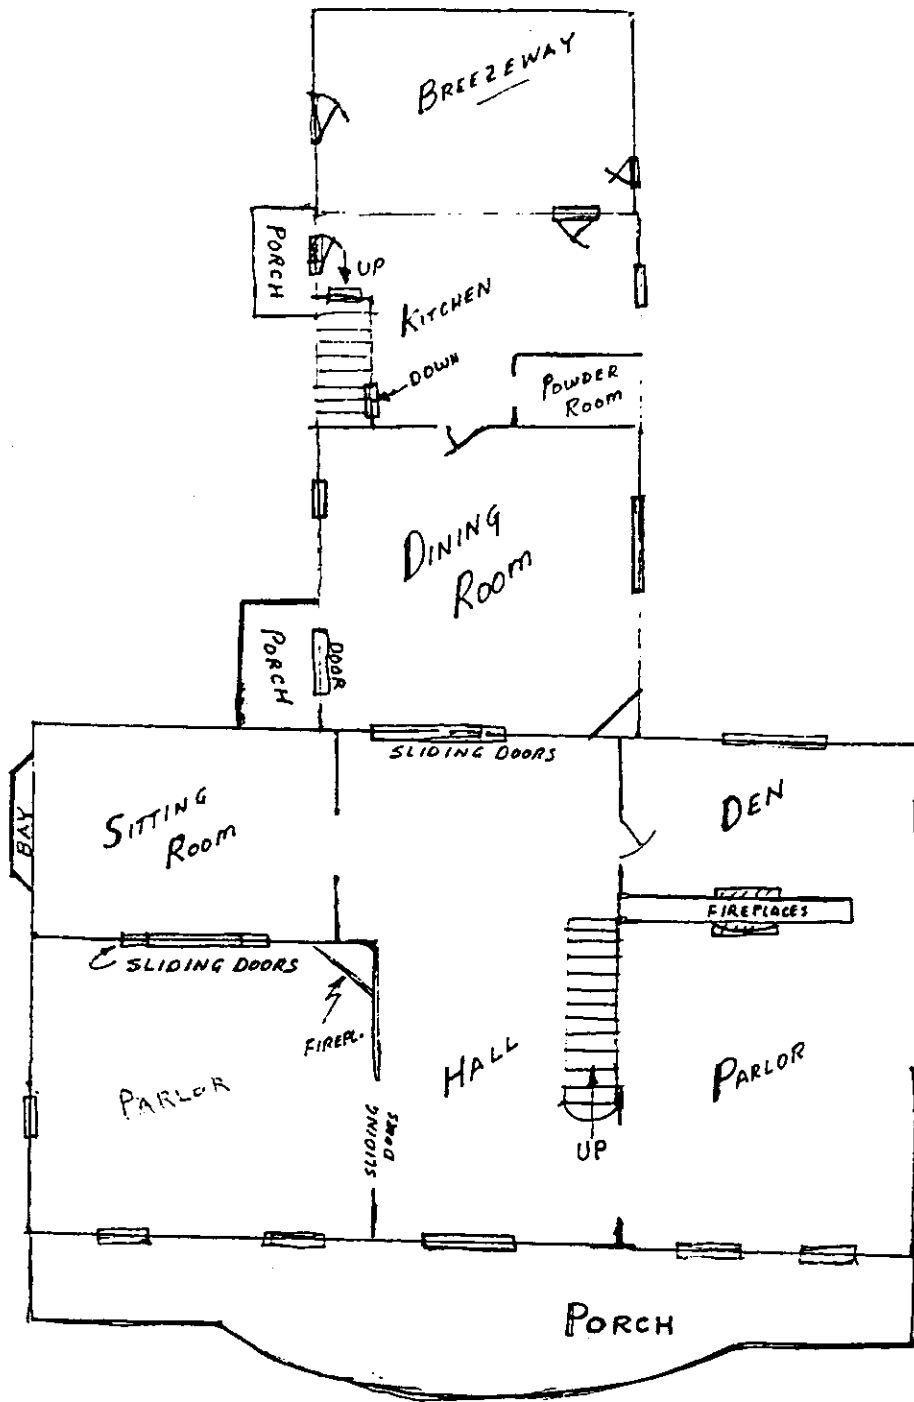 BREEZEWAY
PORCH
UP
KITCHEN
DOWN
POWDER
ROOM
DINING
ROOM
PORCH
DOOR
SLIDING DOORS
SITTING
ROOM
BAY
DEN
FIREPLACES
SLIDING DOORS
FIREPL.
HALL
PARLOR
PARLOR
SLIDING
DOORS
UP
PORCH